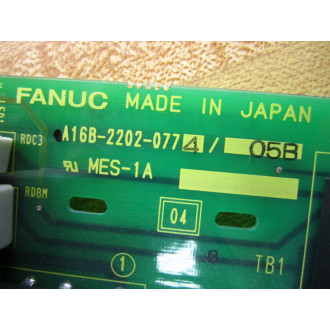 FANUC MADE IN JAPAN
RDC3
A16B-2202-0774/05B
MES-1A
RDBM
04
1
8
TB1